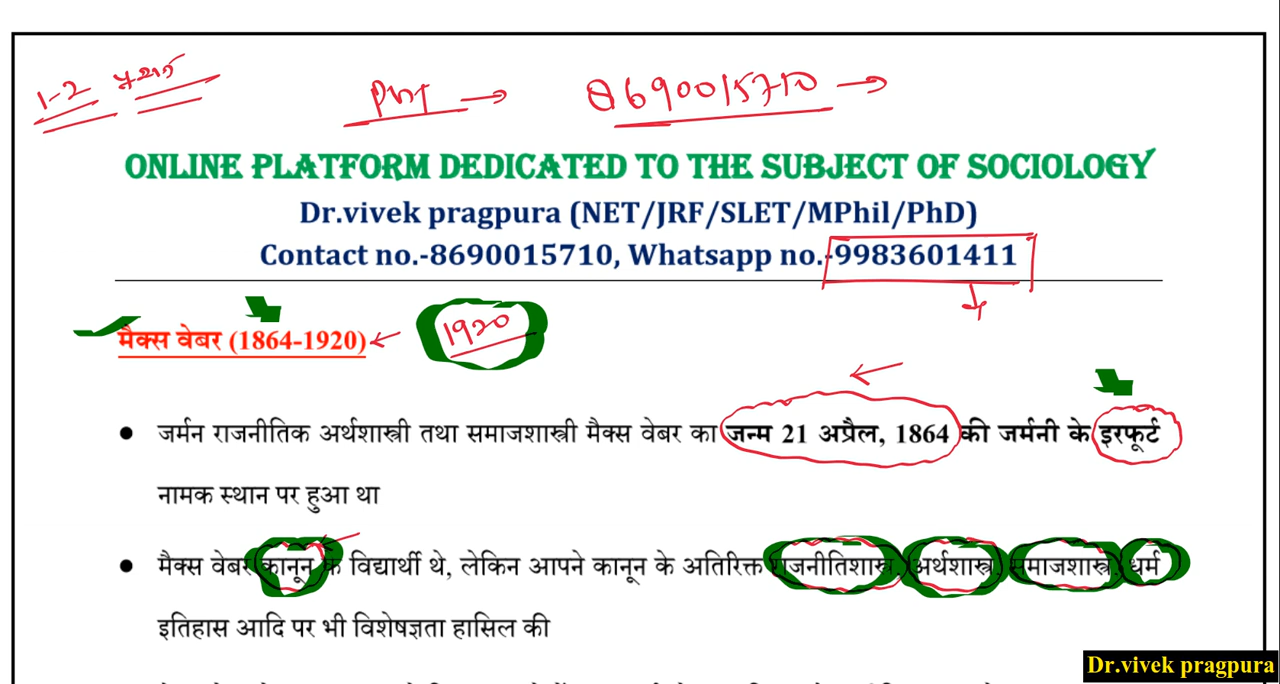 1-2 प्रश्न
PDF → 8690015710 →
ONLINE PLATFORM DEDICATED TO THE SUBJECT OF SOCIOLOGY
Dr.vivek pragpura (NET/JRF/SLET/MPhil/PhD)
Contact no.-8690015710, Whatsapp no.-9983601411
मैक्स वेबर (1864-1920) 1920
● जर्मन राजनीतिक अर्थशास्त्री तथा समाजशास्त्री मैक्स वेबर का जन्म 21 अप्रैल, 1864 की जर्मनी के इरफूर्ट
नामक स्थान पर हुआ था
● मैक्स वेबर कानून के विद्यार्थी थे, लेकिन आपने कानून के अतिरिक्त राजनीतिशास्त्र, अर्थशास्त्र, समाजशास्त्र, धर्म
इतिहास आदि पर भी विशेषज्ञता हासिल की
Dr.vivek pragpura